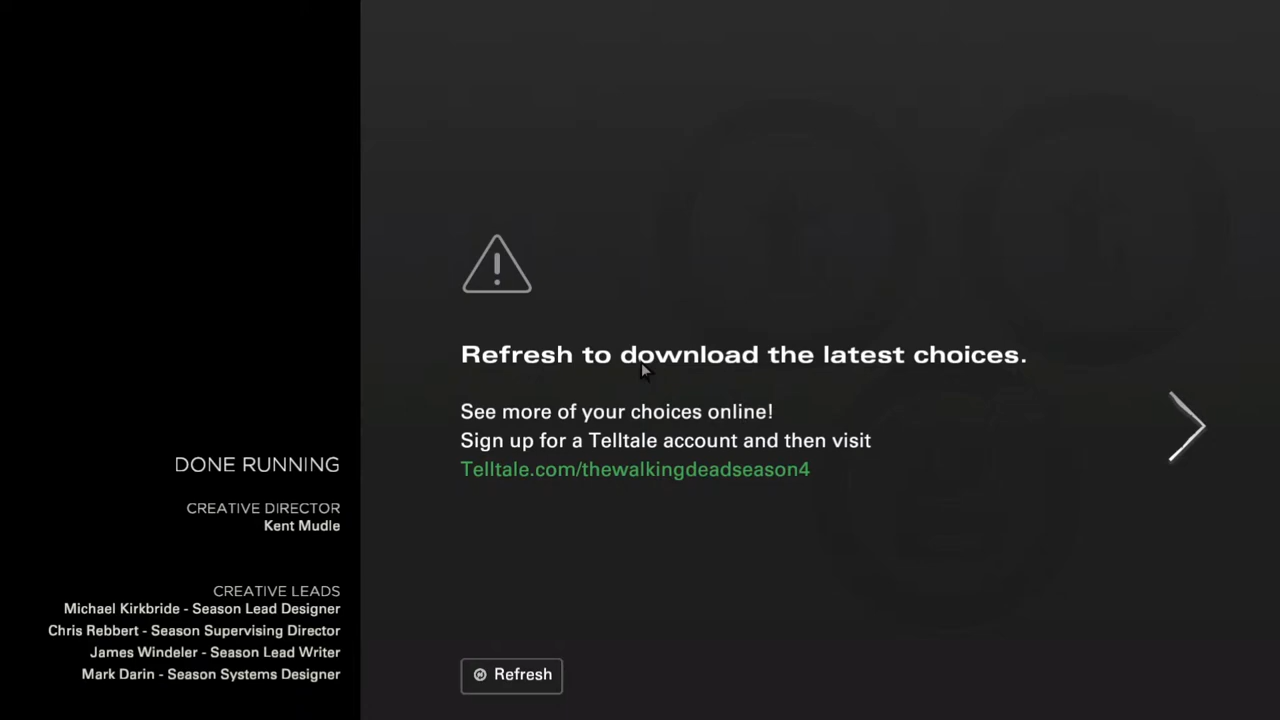 DONE RUNNING
CREATIVE DIRECTOR
Kent Mudle
CREATIVE LEADS
Michael Kirkbride - Season Lead Designer
Chris Rebbert - Season Supervising Director
James Windeler - Season Lead Writer
Mark Darin - Season Systems Designer
Refresh to download the latest choices.
See more of your choices online!
Sign up for a Telltale account and then visit
Telltale.com/thewalkingdeadseason4
Refresh